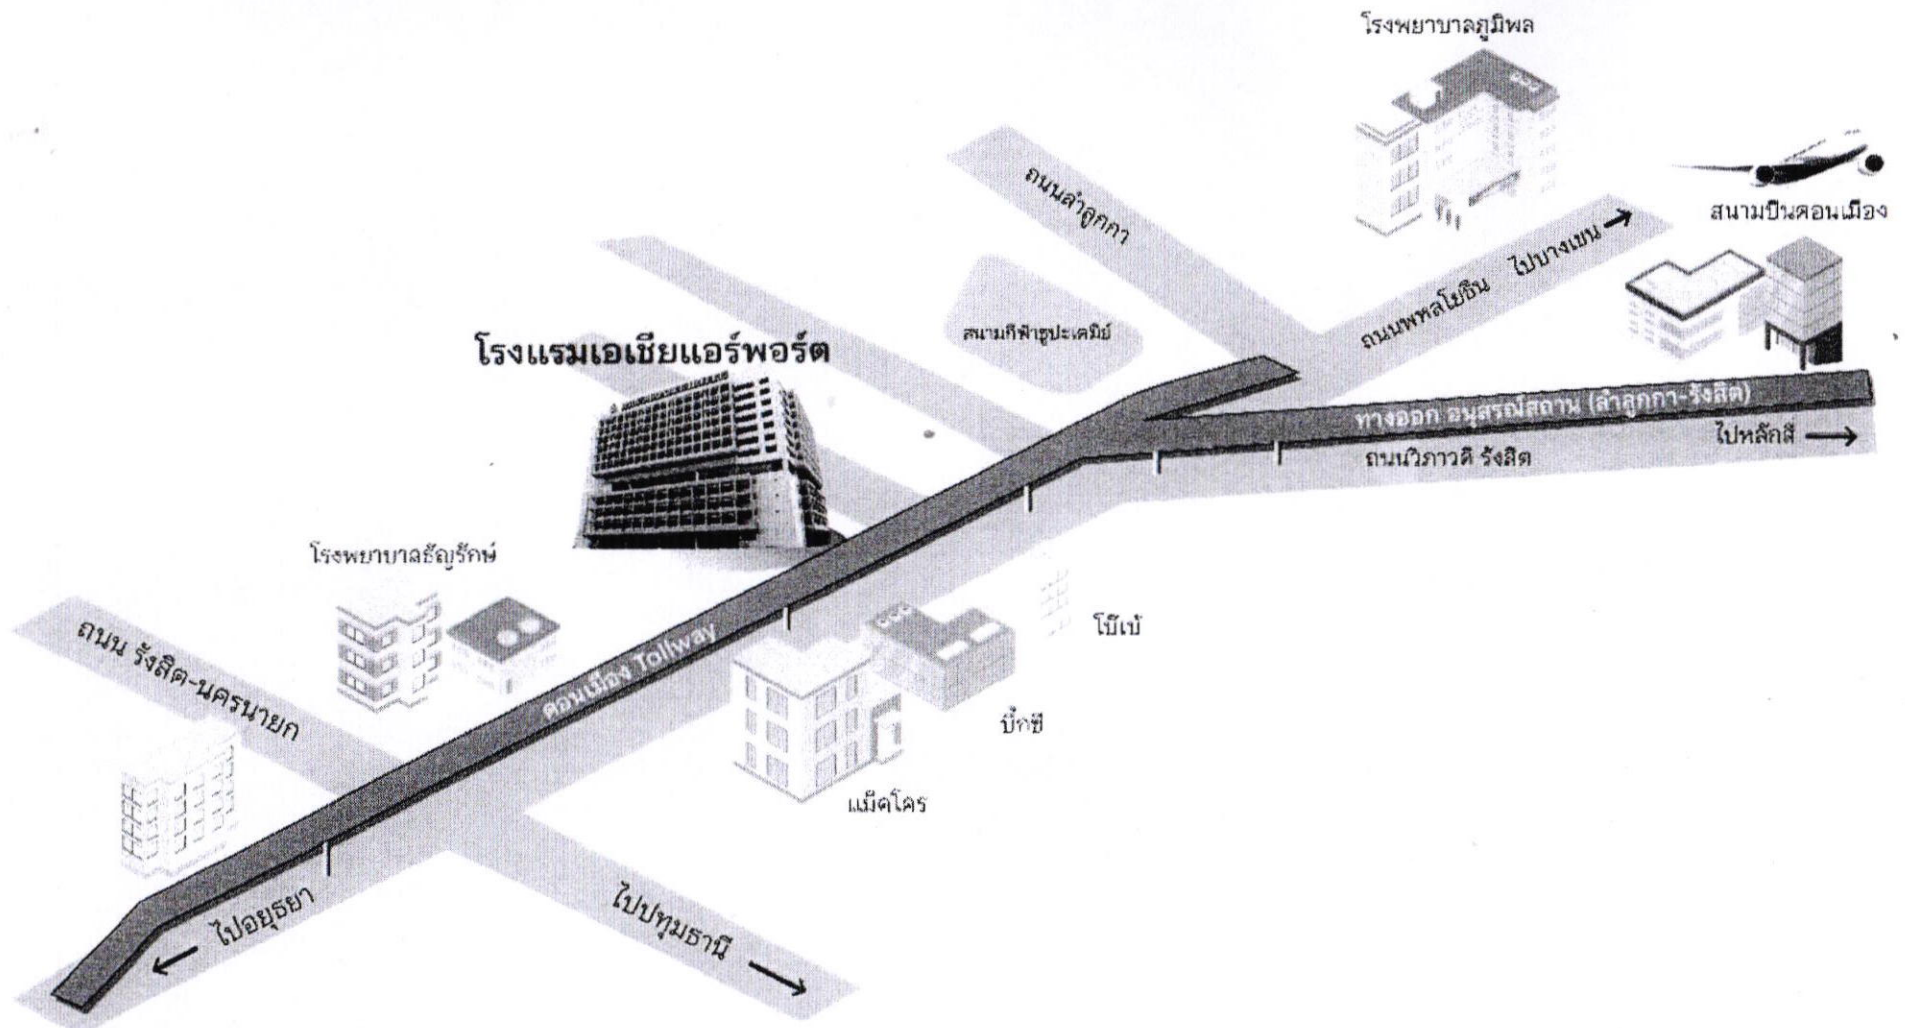 โรงพยาบาลภูมิพล
ถนนลำลูกกา
สนามบินดอนเมือง
ไปบางเขน
ถนนพหลโยธิน
สนามกีฬาธูปะเตมีย์
โรงแรมเอเชียแอร์พอร์ต
ทางออก อนุสรณ์สถาน (ลำลูกกา-รังสิต)
ไปหลักสี่
ถนนวิภาวดี รังสิต
โรงพยาบาลธัญรักษ์
โบ๊เบ๊
ถนน รังสิต-นครนายก
ดอนเมือง Tollway
บิ๊กซี
แม็คโคร
ไปอยุธยา
ไปปทุมธานี